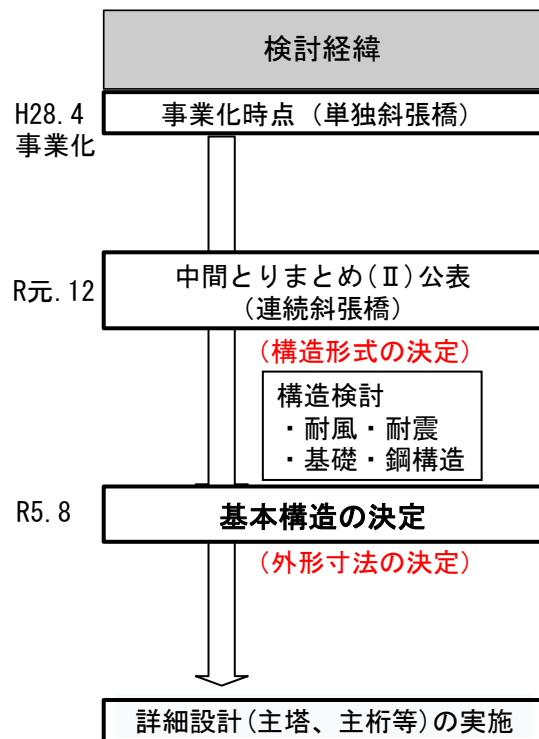 検討経緯
H28.4
事業化
事業化時点（単独斜張橋）
R元.12
中間とりまとめ(Ⅱ)公表
（連続斜張橋）
（構造形式の決定）
構造検討
・耐風・耐震
・基礎・鋼構造
R5.8
基本構造の決定
（外形寸法の決定）
詳細設計(主塔、主桁等)の実施